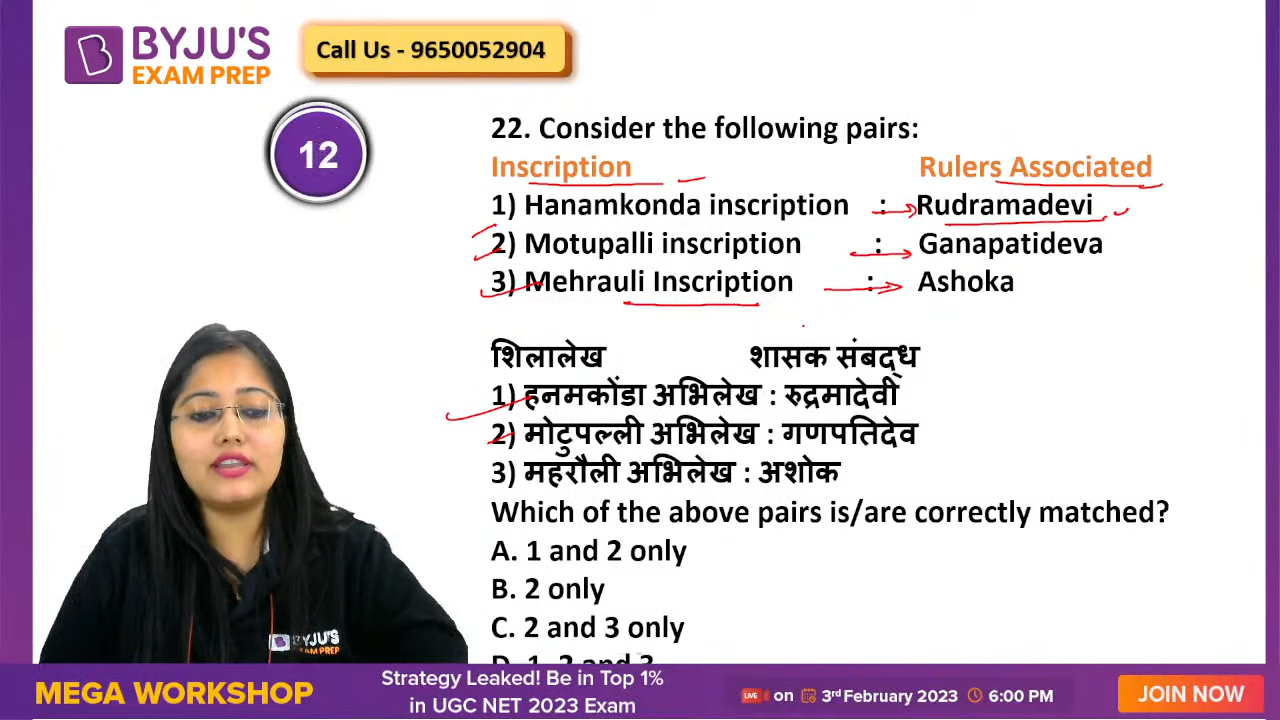 BYJU'S
EXAM PREP
Call Us - 9650052904
12
22. Consider the following pairs:
Inscription Rulers Associated
1) Hanamkonda inscription : Rudramadevi
2) Motupalli inscription : Ganapatideva
3) Mehrauli Inscription : Ashoka
शिलालेख शासक संबद्ध
1) हनमकोंडा अभिलेख : रुद्रमादेवी
2) मोटुपल्ली अभिलेख : गणपतिदेव
3) महरौली अभिलेख : अशोक
Which of the above pairs is/are correctly matched?
A. 1 and 2 only
B. 2 only
C. 2 and 3 only
D. 1, 2 and 3
BYJU'S
EXAM PREP
MEGA WORKSHOP
Strategy Leaked! Be in Top 1%
in UGC NET 2023 Exam
LIVE on 3rd February 2023 6:00 PM
JOIN NOW